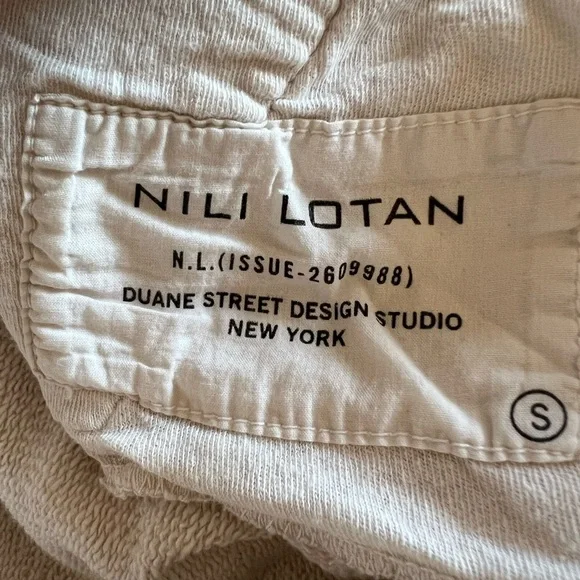 NILI LOTAN
N.L.(ISSUE-2609988)
DUANE STREET DESIGN STUDIO
NEW YORK
S